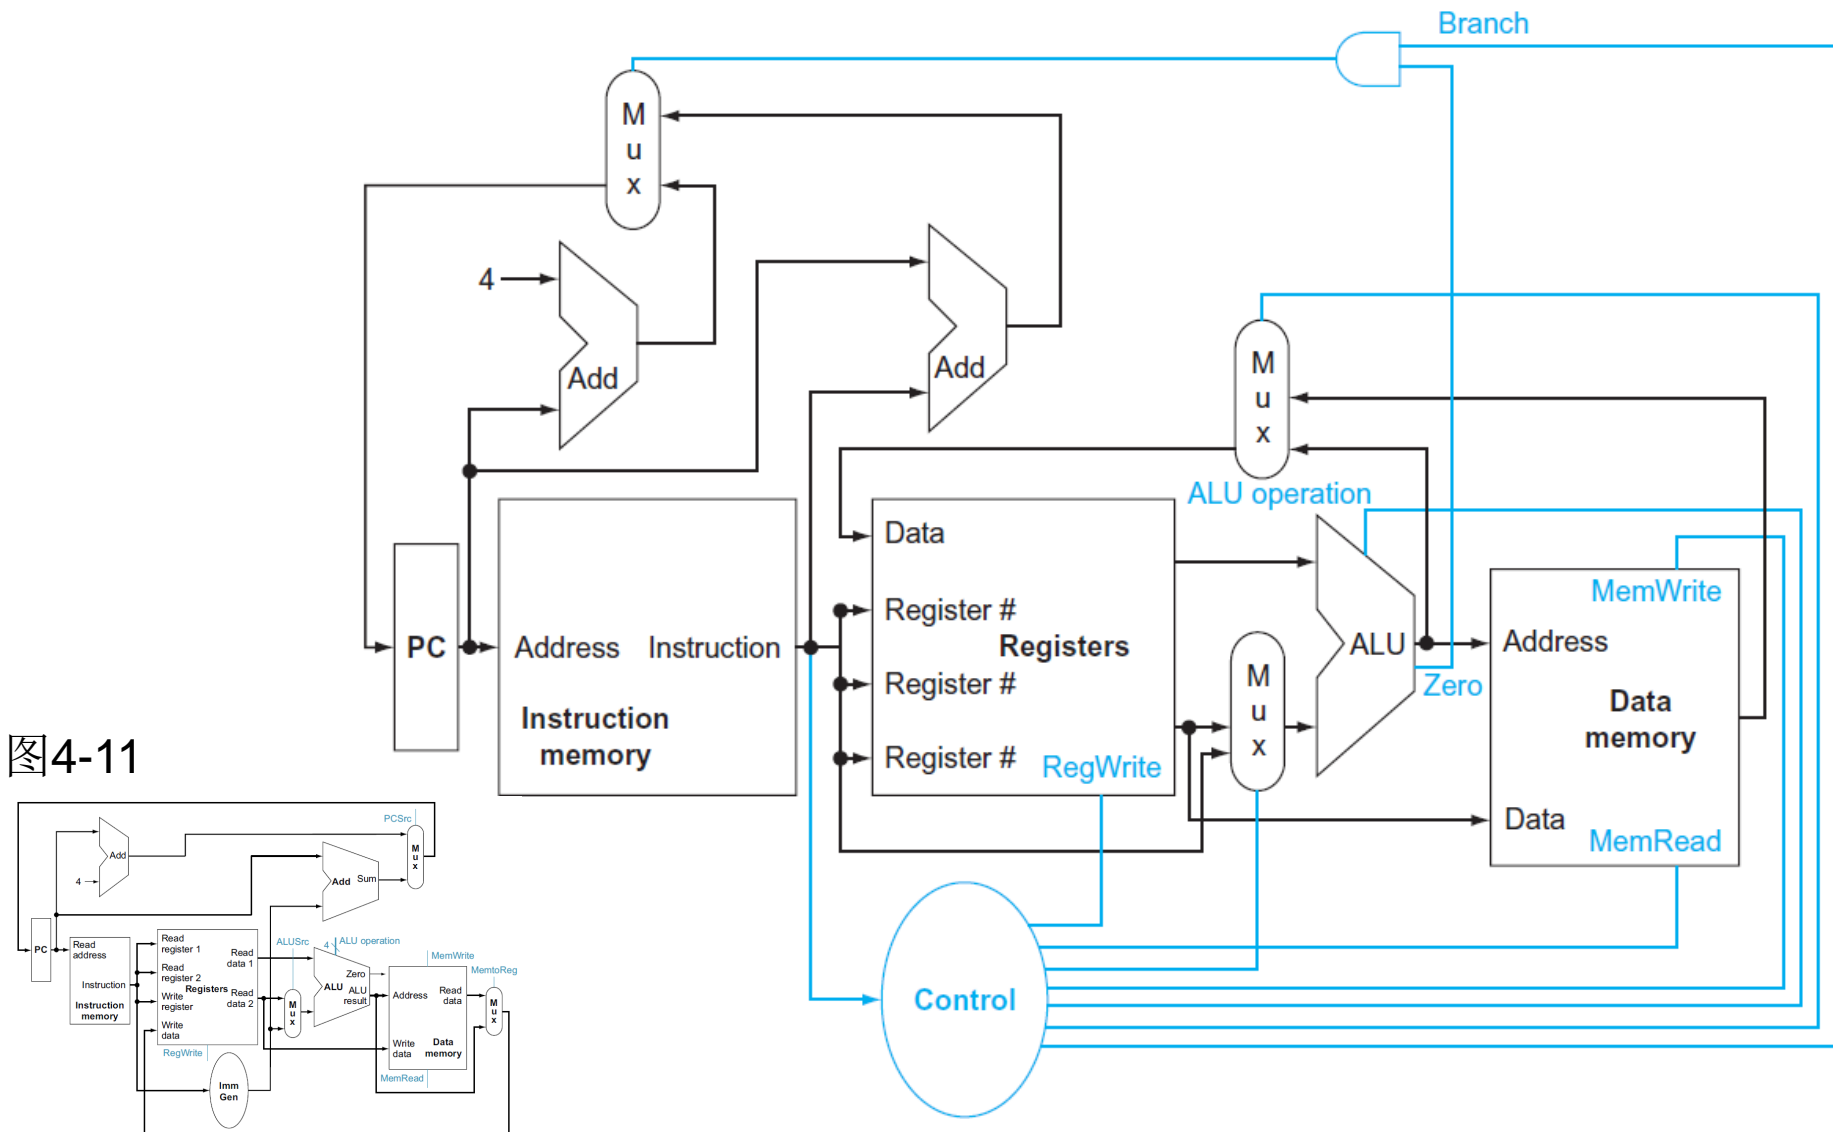 Branch
M
u
x
4
Add
Add
M
u
x
ALU operation
Data
Register #
Registers
Register #
Register #
RegWrite
PC
Address
Instruction
Instruction
memory
M
u
x
ALU
Zero
MemWrite
Address
Data
memory
Data
MemRead
Control
图4-11
PCSrc
M
u
x
Add
4
Add Sum
PC
Read
address
Instruction
Instruction
memory
Read
register 1
Read
register 2
Write
register
Write
data
Registers
Read
data 1
Read
data 2
RegWrite
Imm
Gen
ALUSrc
M
u
x
4
ALU operation
Zero
ALU
ALU
result
MemWrite
Address
Read
data
Write
data
Data
memory
MemRead
MemtoReg
M
u
x